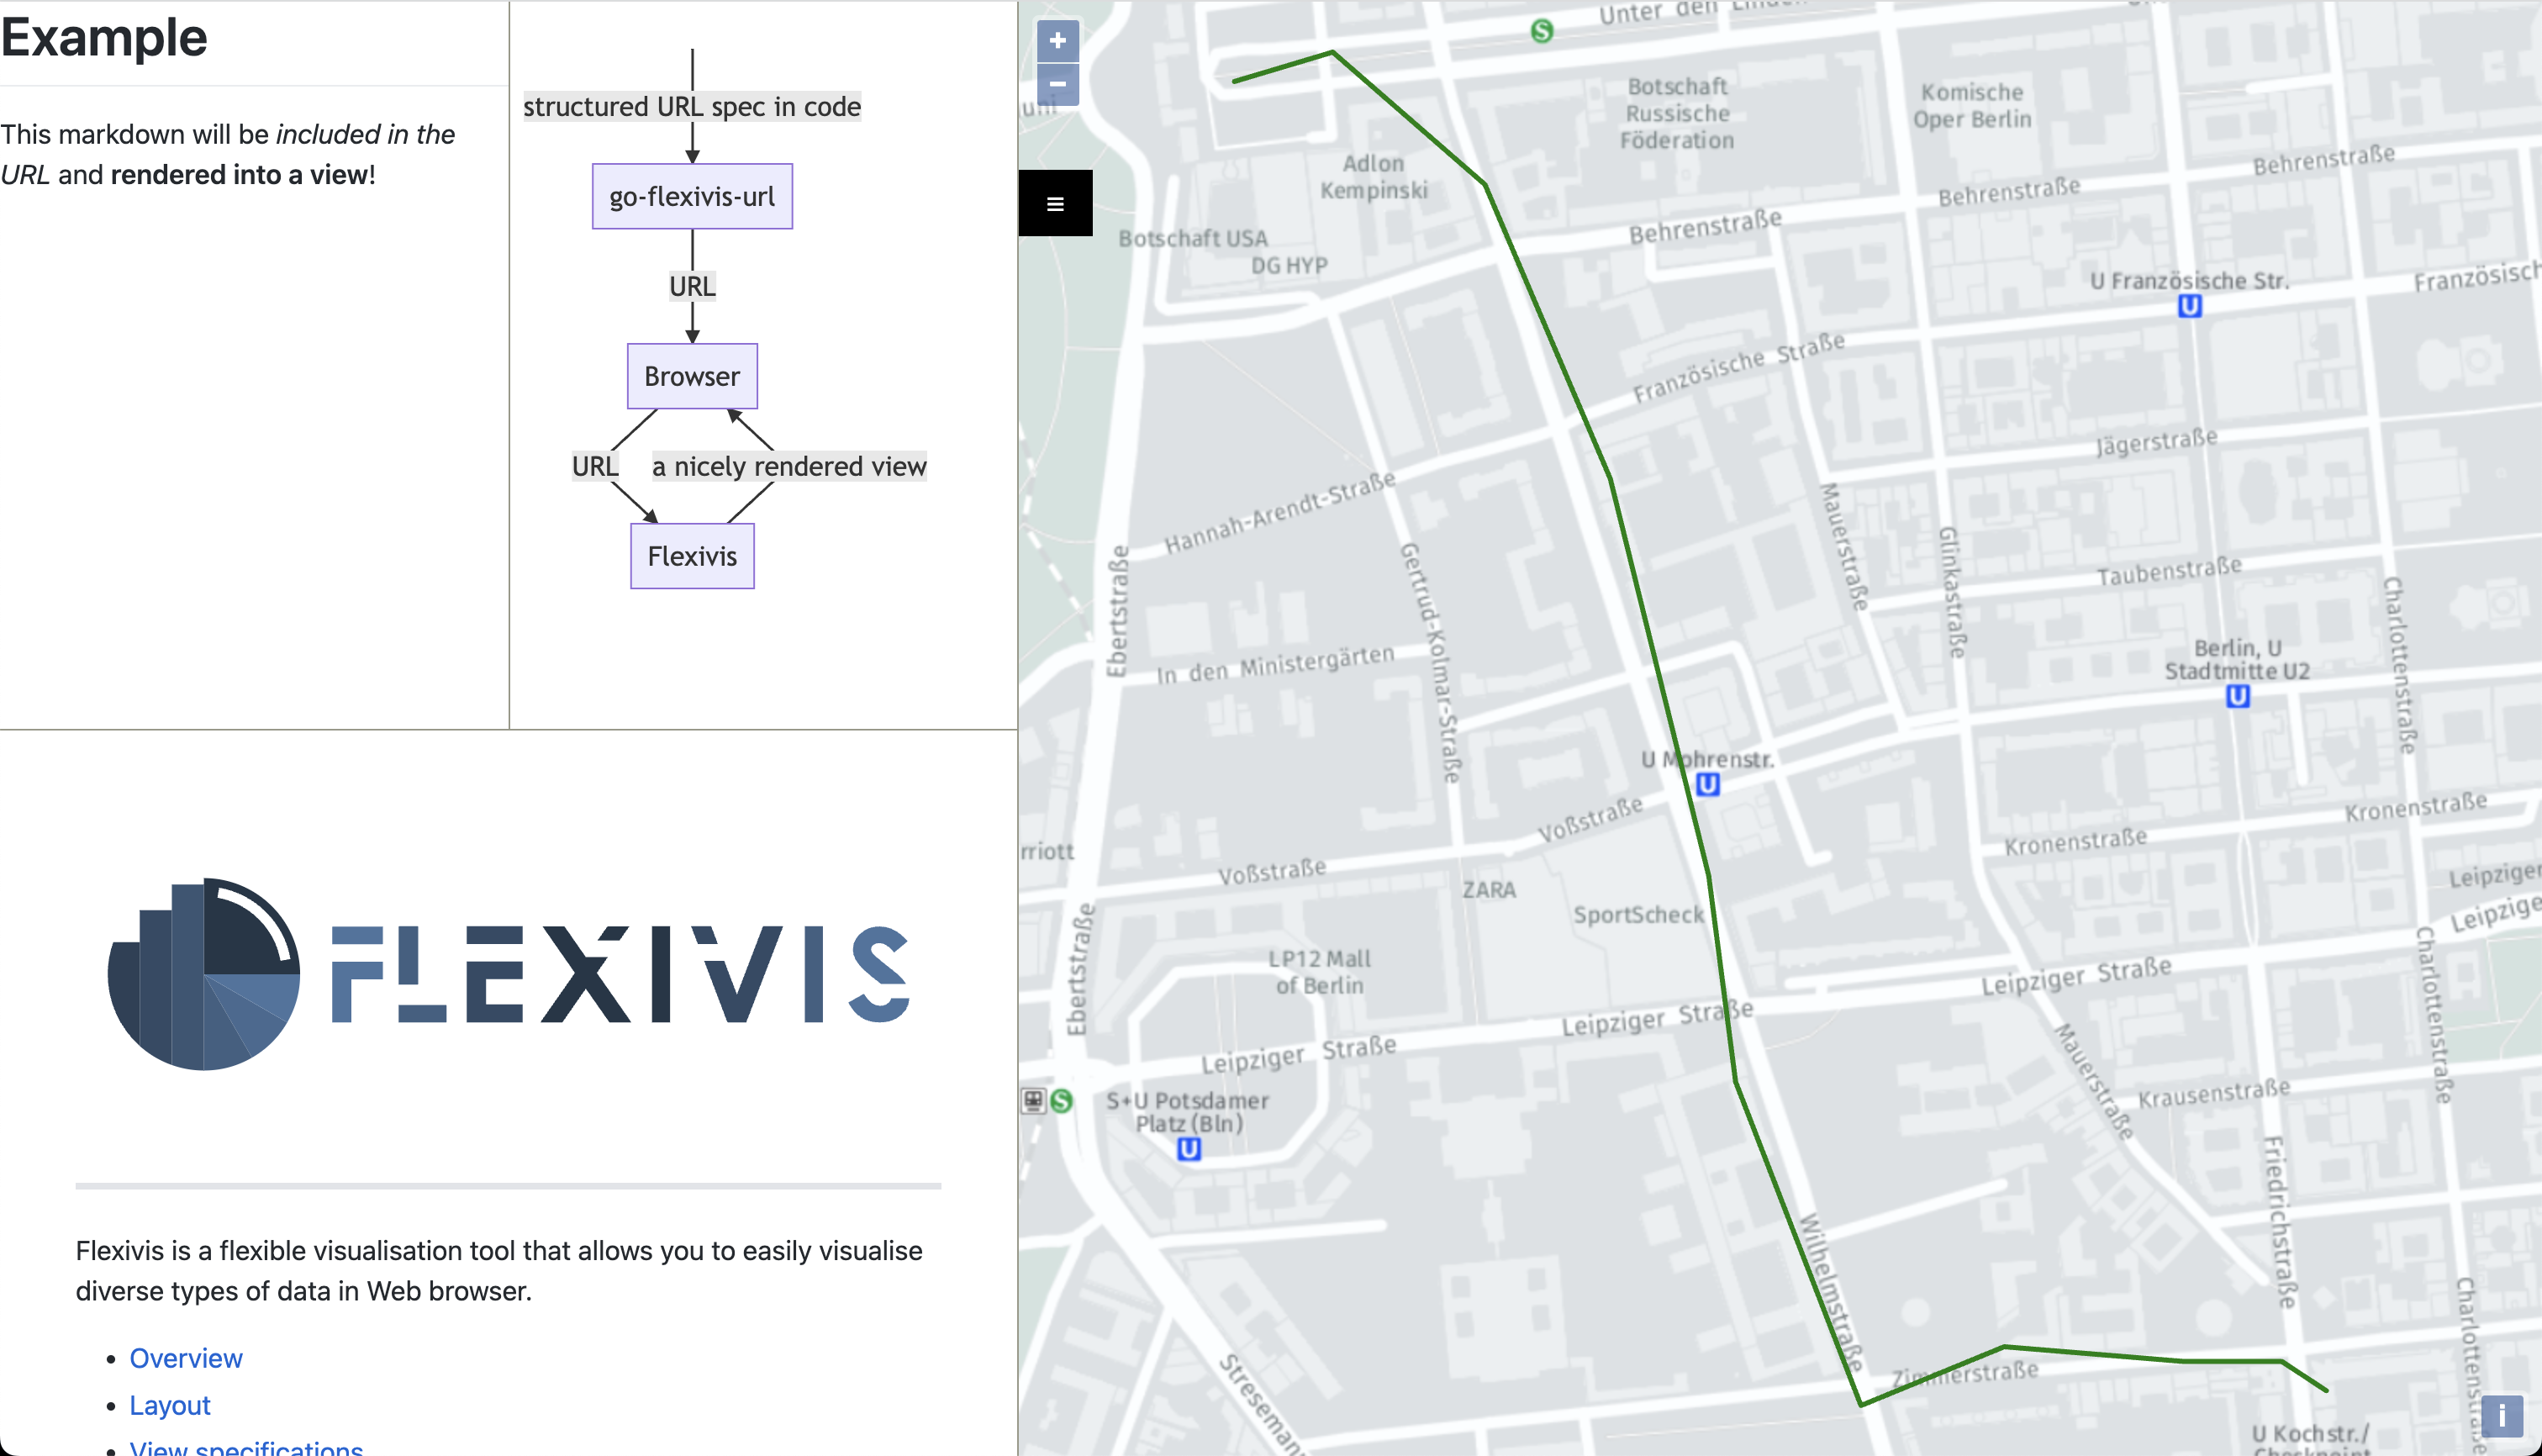 Example
This markdown will be included in the
URL and rendered into a view!
structured URL spec in code
go-flexivis-url
URL
Browser
URL
a nicely rendered view
Flexivis
FLEXIVIS
Flexivis is a flexible visualisation tool that allows you to easily visualise
diverse types of data in Web browser.
• Overview
• Layout
• View specifications
+
−
≡
Unter den
S
Botschaft
Russische
Föderation
Komische
Oper Berlin
Adlon
Kempinski
Behrenstraße
Behrenstraße
Behrenstraße
Botschaft USA
DG HYP
U Französische Str.
U
Französisch
Französische Straße
Jägerstraße
Hannah-Arendt-Straße
Mauerstraße
Glinkastraße
Taubenstraße
Charlottenstraße
Ebertstraße
Gertrud-Kolmar-Straße
In den Ministergärten
Berlin, U
Stadtmitte U2
U
U Mohrenstr.
U
Voßstraße
Kronenstraße
Kronenstraße
rriott
Voßstraße
ZARA
SportScheck
Leipziger
Leipzige
Ebertstraße
LP12 Mall
of Berlin
Leipziger Straße
Leipziger Straße
Leipziger Straße
Charlottenstraße
Mauerstraße
Krausenstraße
S
S+U Potsdamer
Platz (Bln)
U
Friedrichstraße
Wilhelmstraße
Charlottenstraße
Streseman
Zimmerstraße
U Kochstr./
i